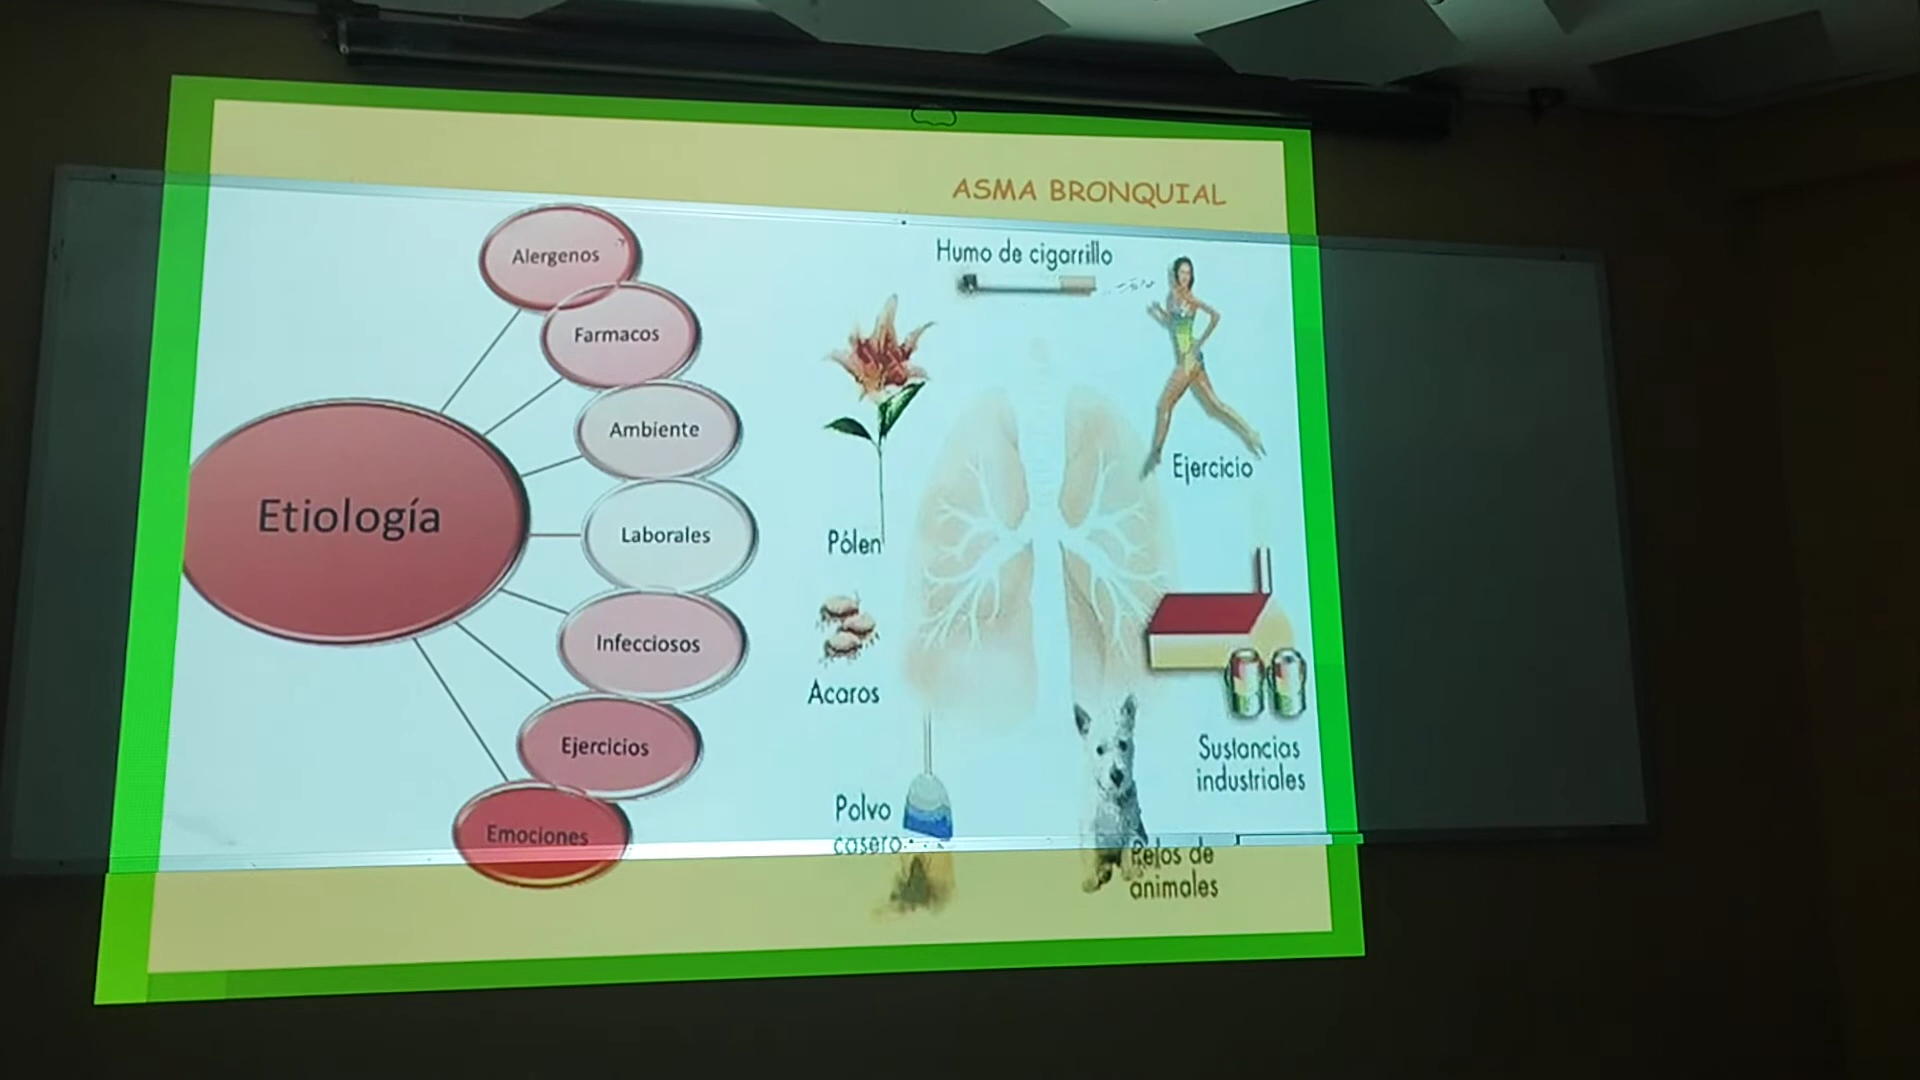 ASMA BRONQUIAL
Alergenos
Farmacos
Ambiente
Laborales
Infecciosos
Ejercicios
Emociones
Etiología
Humo de cigarrillo
Ejercicio
Pólen
Acaros
Sustancias
industriales
Polvo
casero
Pelos de
animales